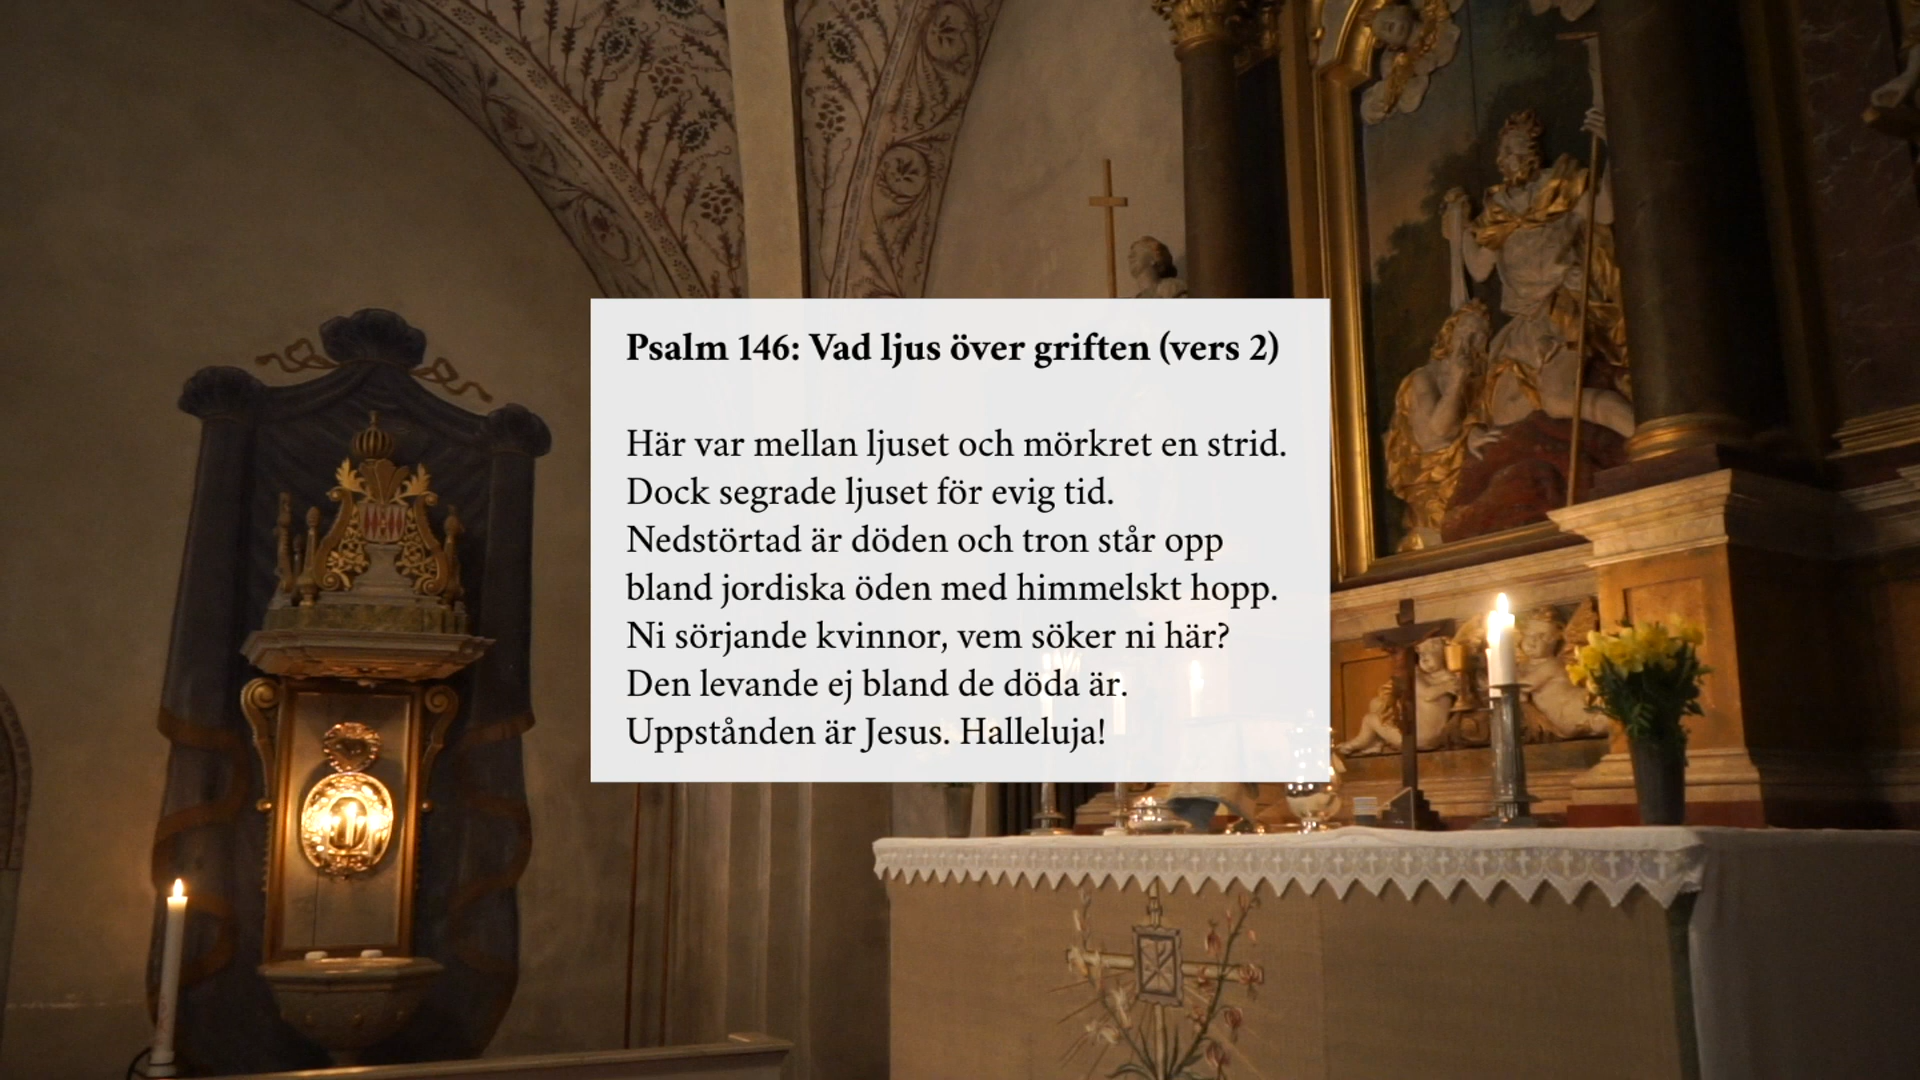 Psalm 146: Vad ljus över griften (vers 2)
Här var mellan ljuset och mörkret en strid.
Dock segrade ljuset för evig tid.
Nedstörtad är döden och tron står opp
bland jordiska öden med himmelskt hopp.
Ni sörjande kvinnor, vem söker ni här?
Den levande ej bland de döda är.
Uppstånden är Jesus. Halleluja!